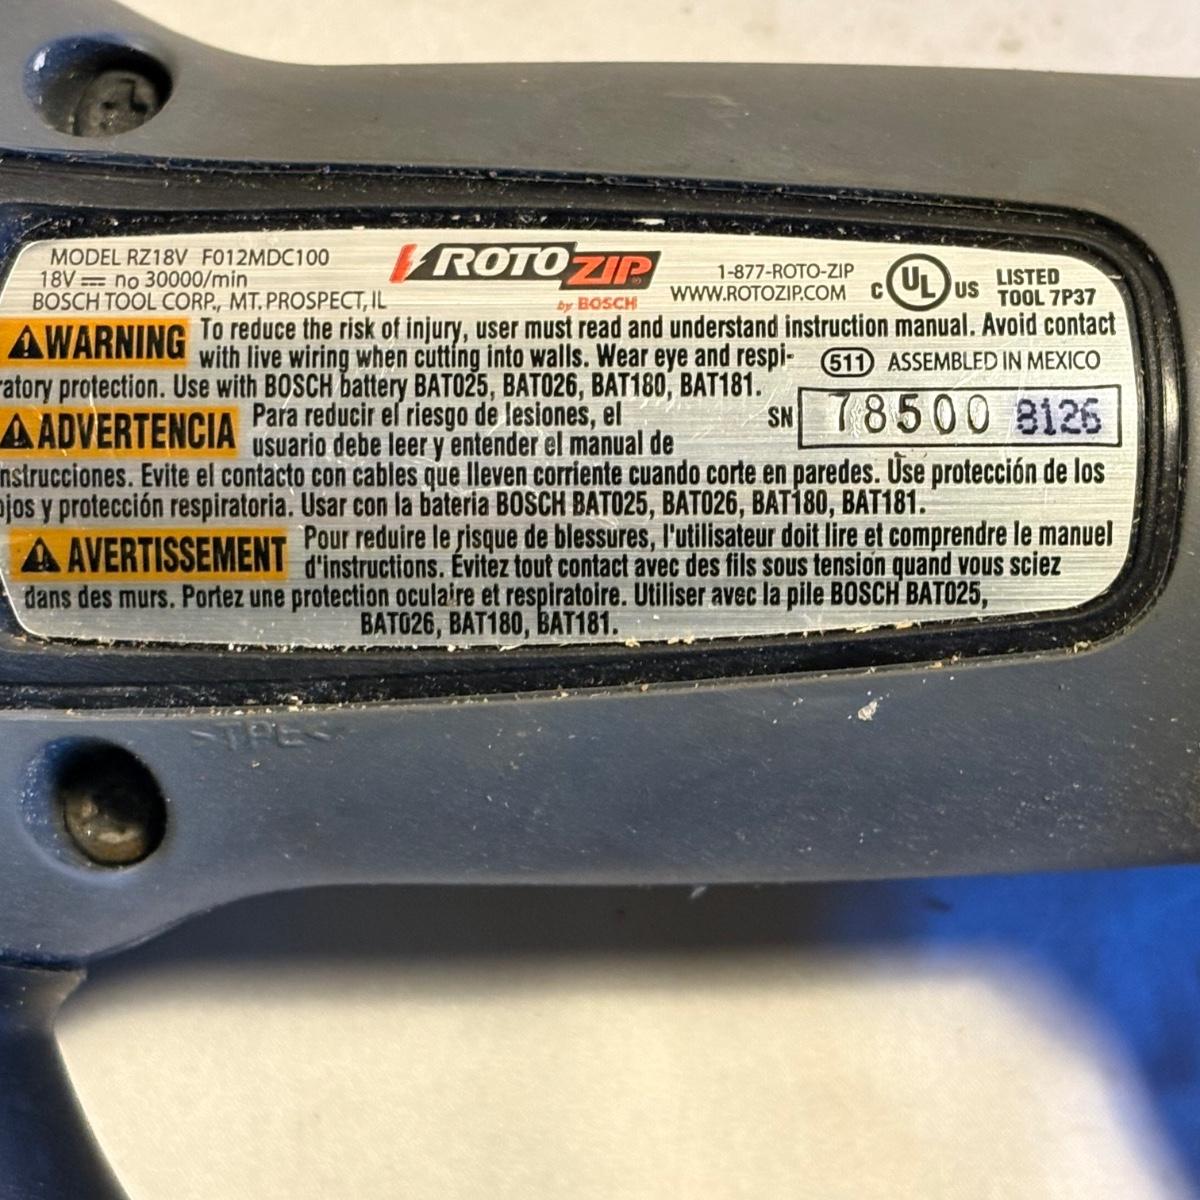 MODEL RZ18V F012MDC100
18V ⎓ no 30000/min
BOSCH TOOL CORP., MT. PROSPECT, IL
ROTOZIP®
by BOSCH
1-877-ROTO-ZIP
WWW.ROTOZIP.COM
C UL US LISTED
TOOL 7P37
⚠WARNING To reduce the risk of injury, user must read and understand instruction manual. Avoid contact
with live wiring when cutting into walls. Wear eye and respi-
ratory protection. Use with BOSCH battery BAT025, BAT026, BAT180, BAT181.
511 ASSEMBLED IN MEXICO
SN 78500 8126
⚠ADVERTENCIA Para reducir el riesgo de lesiones, el
usuario debe leer y entender el manual de
nstrucciones. Evite el contacto con cables que lleven corriente cuando corte en paredes. Use protección de los
ojos y protección respiratoria. Usar con la bateria BOSCH BAT025, BAT026, BAT180, BAT181.
⚠ AVERTISSEMENT Pour reduire le risque de blessures, l'utilisateur doit lire et comprendre le manuel
d'instructions. Évitez tout contact avec des fils sous tension quand vous sciez
dans des murs. Portez une protection oculaire et respiratoire. Utiliser avec la pile BOSCH BAT025,
BAT026, BAT180, BAT181.
>TPE<